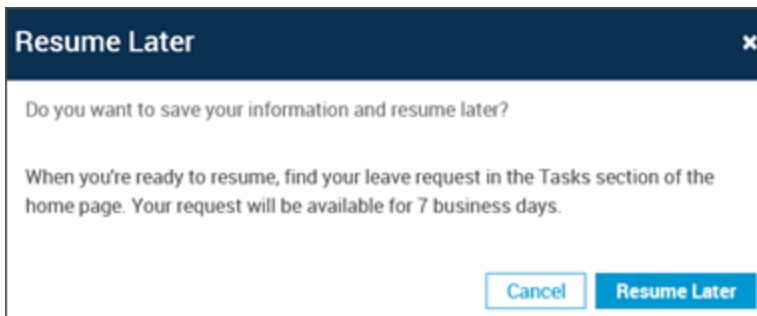 Resume Later
Do you want to save your information and resume later?
When you're ready to resume, find your leave request in the Tasks section of the
home page. Your request will be available for 7 business days.
Cancel
Resume Later